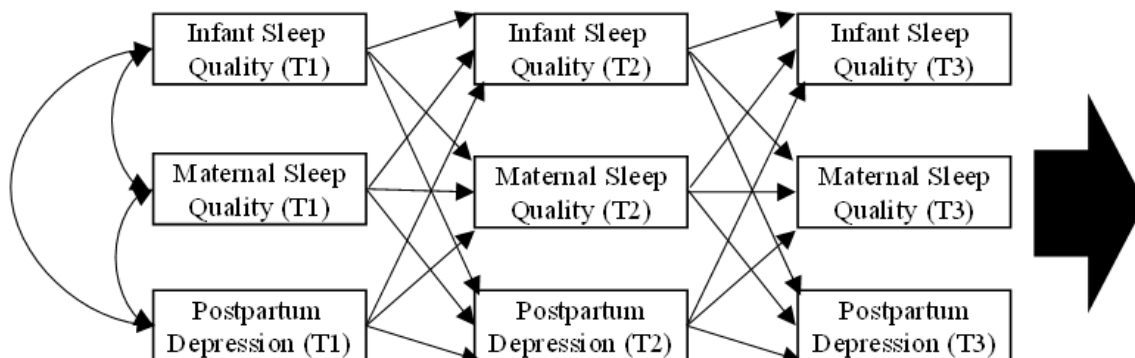 Infant Sleep
Quality (T1)
Infant Sleep
Quality (T2)
Infant Sleep
Quality (T3)
Maternal Sleep
Quality (T1)
Maternal Sleep
Quality (T2)
Maternal Sleep
Quality (T3)
Postpartum
Depression (T1)
Postpartum
Depression (T2)
Postpartum
Depression (T3)